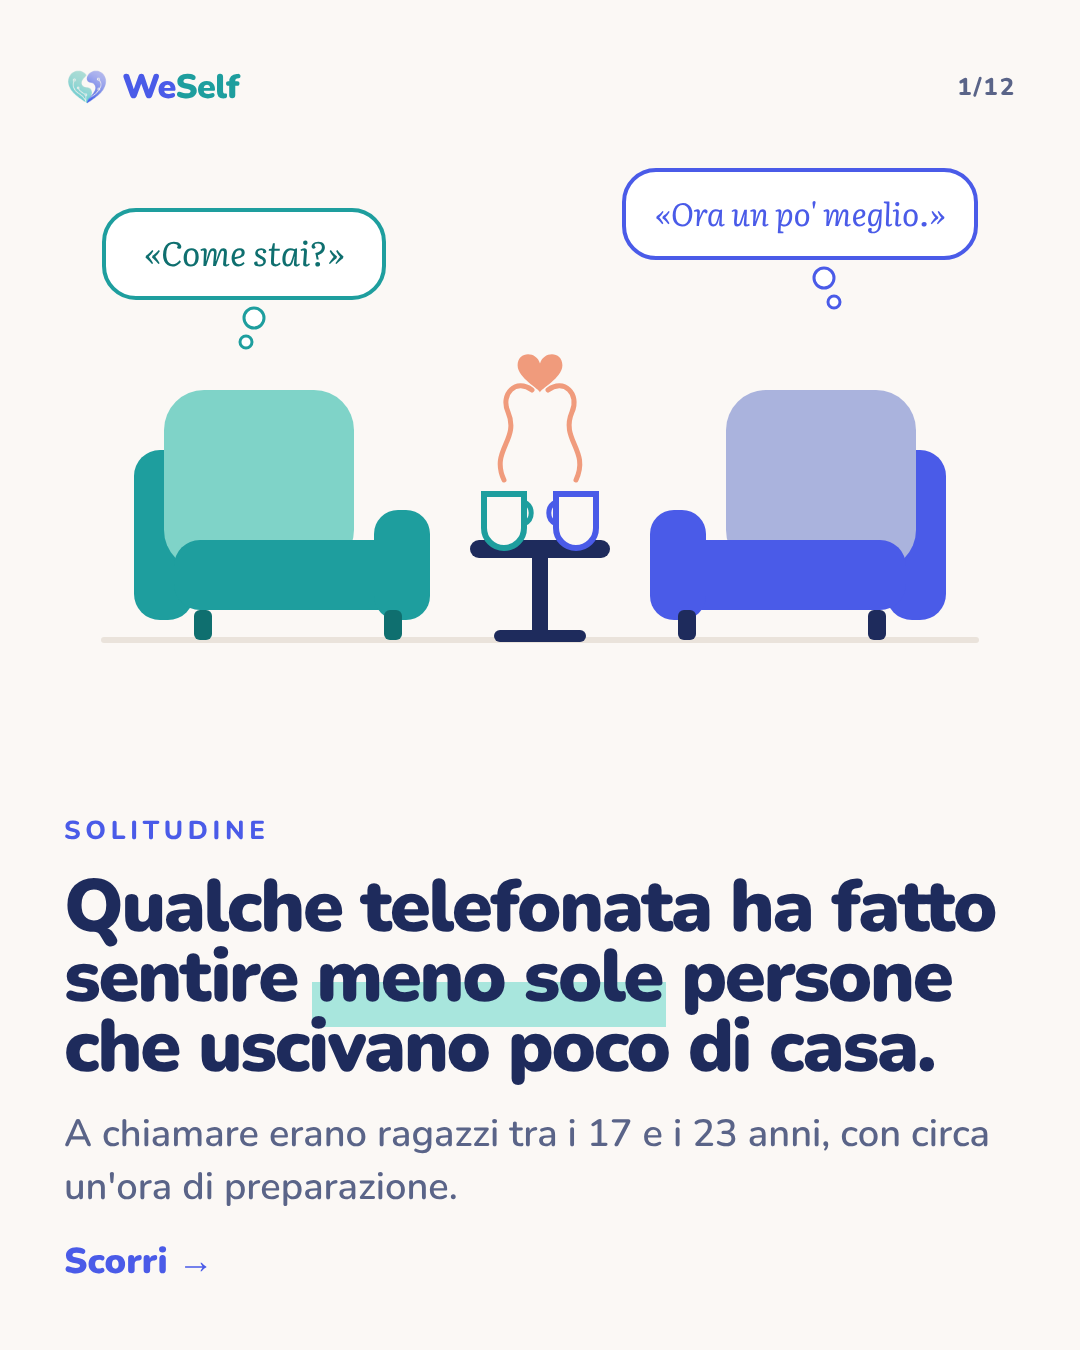 WeSelf
1/12
«Come stai?»
«Ora un po' meglio.»
SOLITUDINE
Qualche telefonata ha fatto
sentire meno sole persone
che uscivano poco di casa.
A chiamare erano ragazzi tra i 17 e i 23 anni, con circa
un'ora di preparazione.
Scorri →